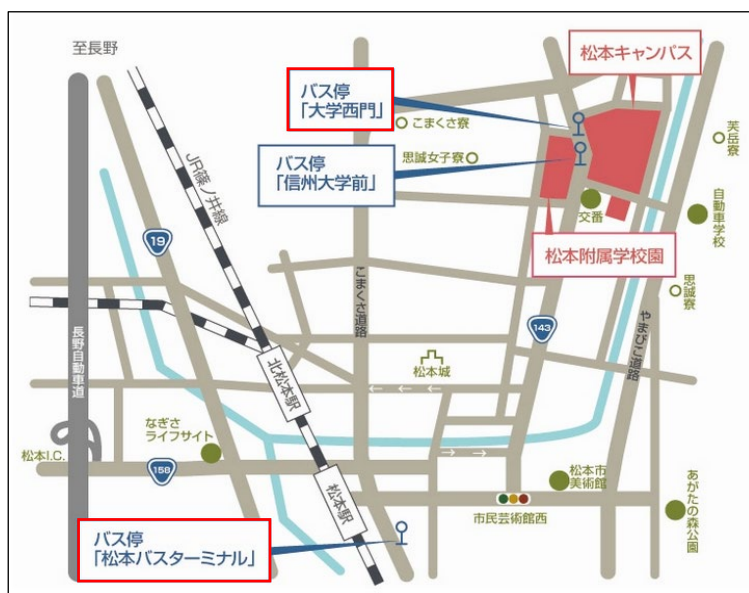 至長野
松本キャンパス
バス停
「大学西門」
こまくさ寮
芙岳寮
思誠女子寮
バス停
「信州大学前」
JR篠ノ井線
交番
自動車学校
松本附属学校園
19
こまくさ道路
思誠寮
143
やまびこ道路
長野自動車道
北松本駅
松本城
← ← ←
なぎさ
ライフサイト
松本I.C.
158
→ →
松本市
美術館
松本駅
市民芸術館西
あがたの森
公園
バス停
「松本バスターミナル」